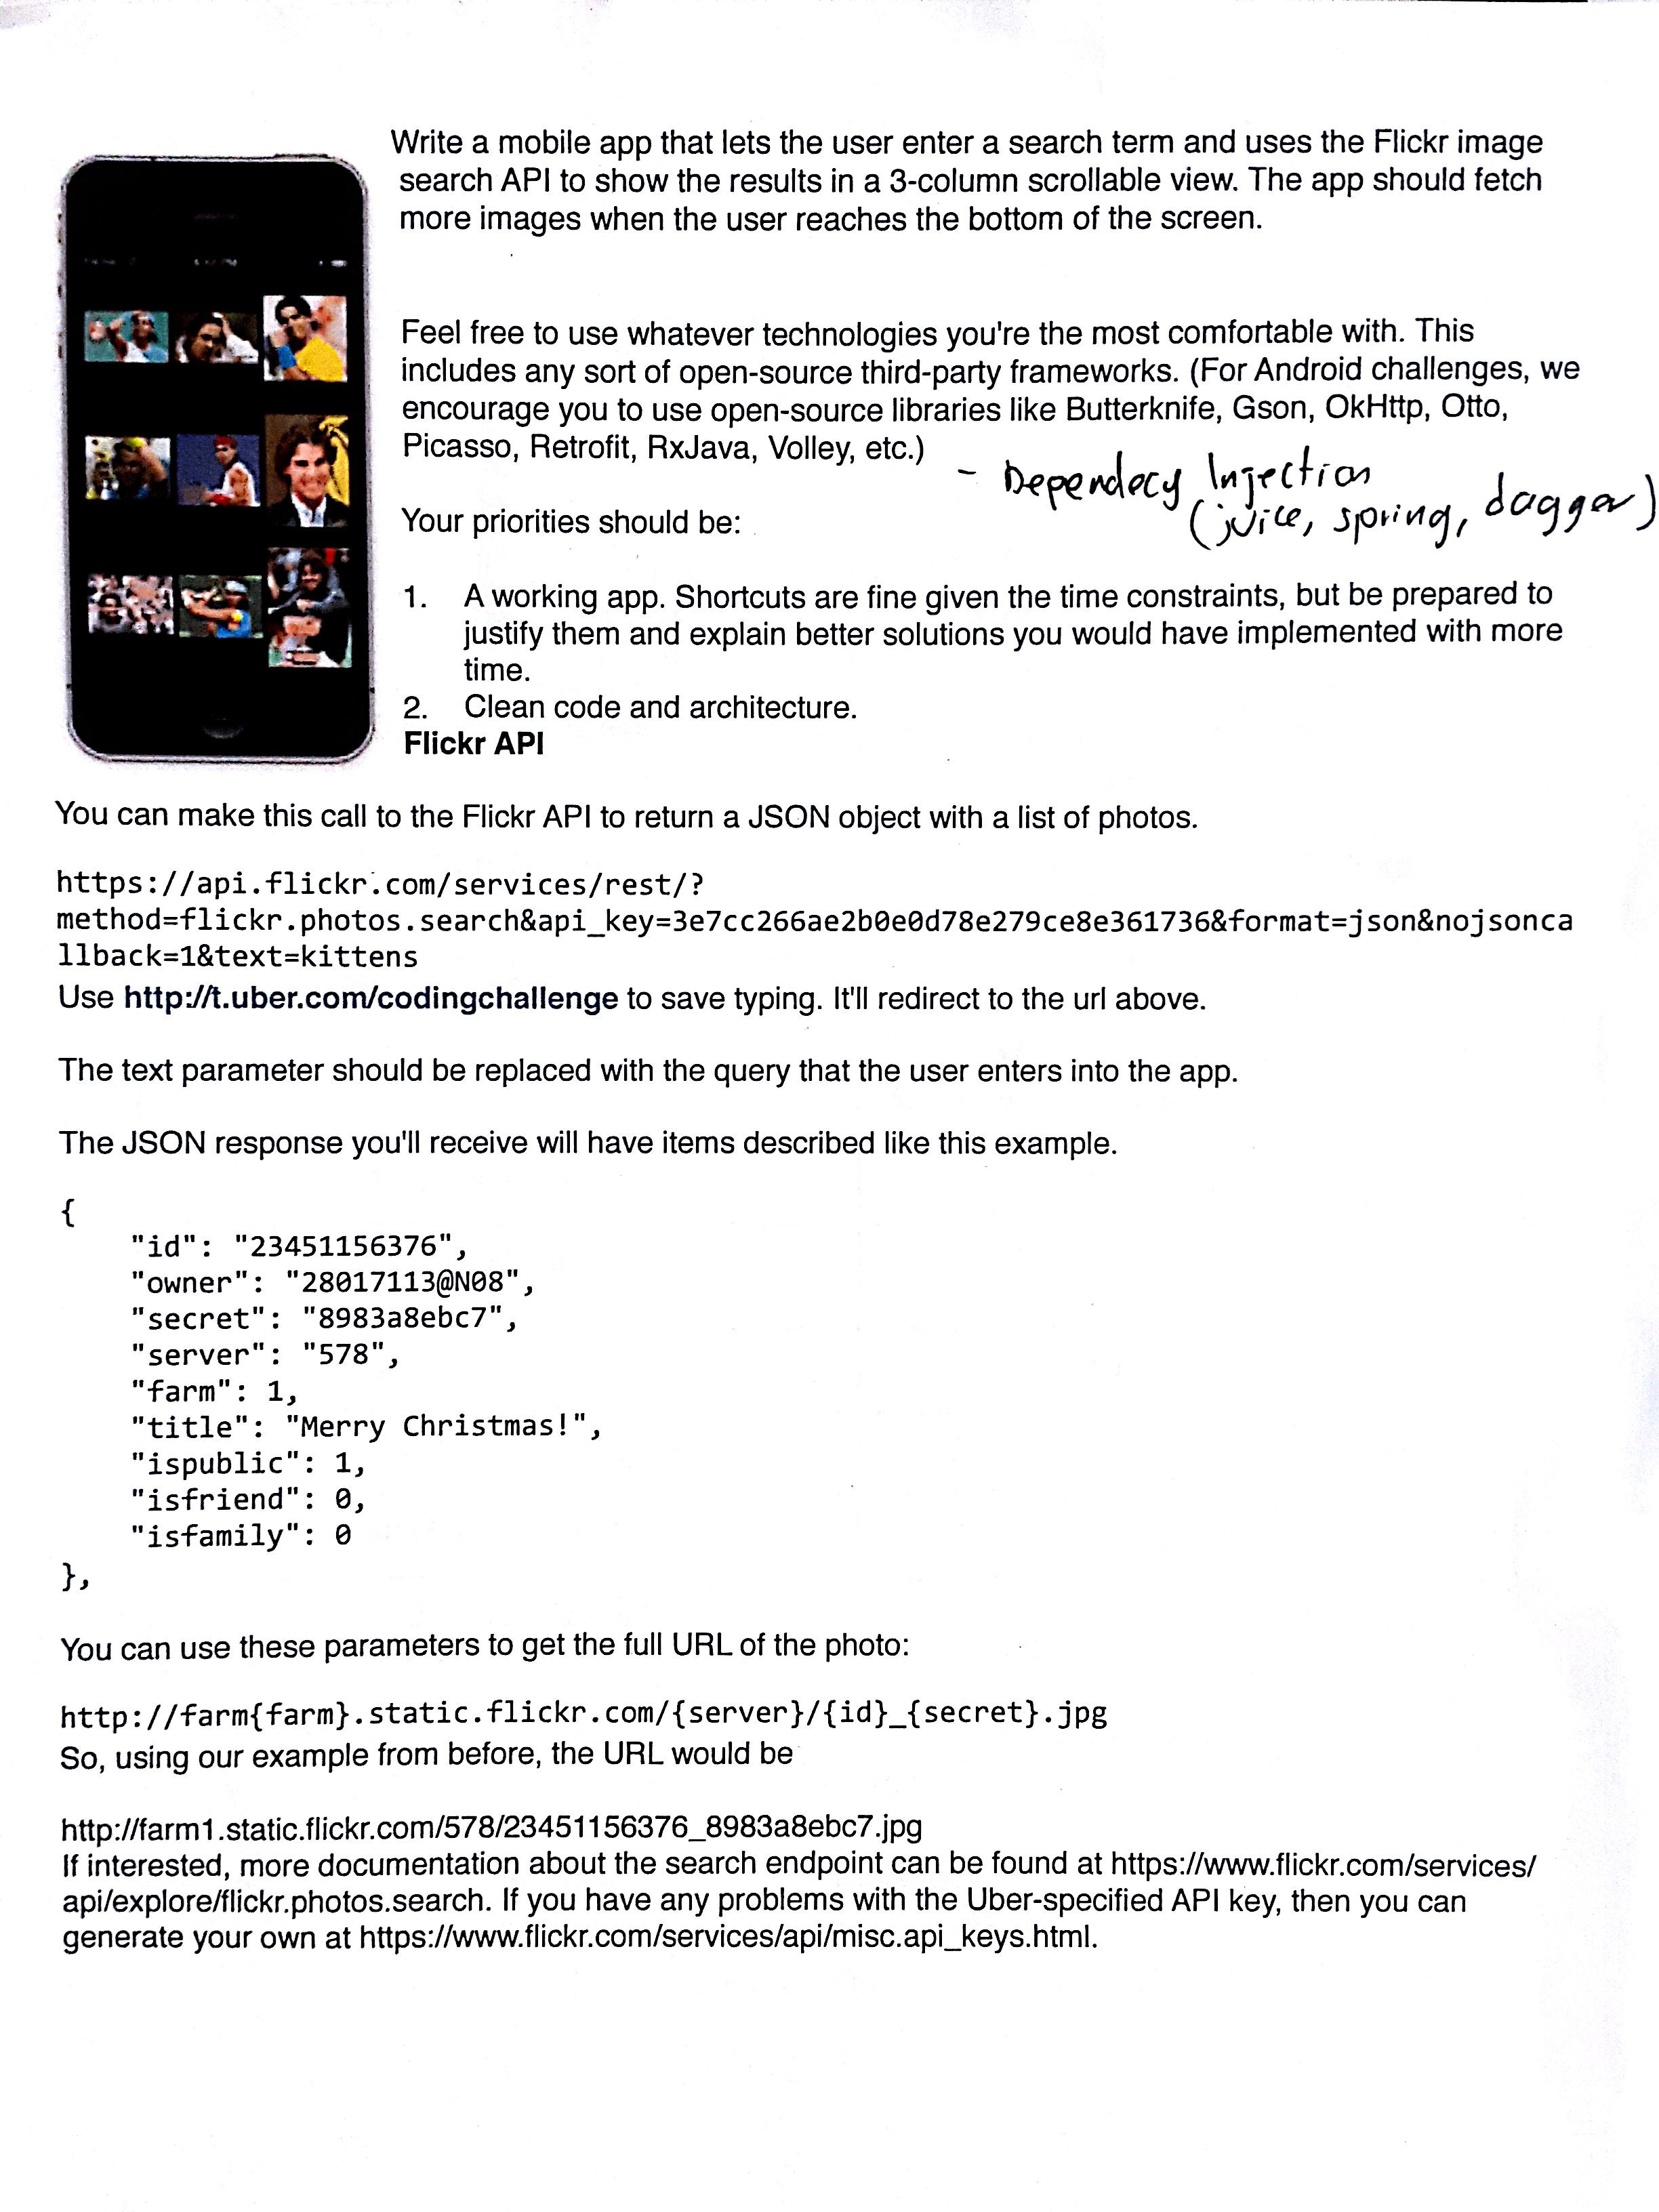 Write a mobile app that lets the user enter a search term and uses the Flickr image
search API to show the results in a 3-column scrollable view. The app should fetch
more images when the user reaches the bottom of the screen.
Feel free to use whatever technologies you're the most comfortable with. This
includes any sort of open-source third-party frameworks. (For Android challenges, we
encourage you to use open-source libraries like Butterknife, Gson, OkHttp, Otto,
Picasso, Retrofit, RxJava, Volley, etc.)
- Dependecy Injection
(juice, spring, dagger)
Your priorities should be:
1. A working app. Shortcuts are fine given the time constraints, but be prepared to
justify them and explain better solutions you would have implemented with more
time.
2. Clean code and architecture.
Flickr API
You can make this call to the Flickr API to return a JSON object with a list of photos.
https://api.flickr.com/services/rest/?
method=flickr.photos.search&api_key=3e7cc266ae2b0e0d78e279ce8e361736&format=json&nojsonca
llback=1&text=kittens
Use http://t.uber.com/codingchallenge to save typing. It'll redirect to the url above.
The text parameter should be replaced with the query that the user enters into the app.
The JSON response you'll receive will have items described like this example.
{
"id": "23451156376",
"owner": "28017113@N08",
"secret": "8983a8ebc7",
"server": "578",
"farm": 1,
"title": "Merry Christmas!",
"ispublic": 1,
"isfriend": 0,
"isfamily": 0
},
You can use these parameters to get the full URL of the photo:
http://farm{farm}.static.flickr.com/{server}/{id}_{secret}.jpg
So, using our example from before, the URL would be
http://farm1.static.flickr.com/578/23451156376_8983a8ebc7.jpg
If interested, more documentation about the search endpoint can be found at https://www.flickr.com/services/
api/explore/flickr.photos.search. If you have any problems with the Uber-specified API key, then you can
generate your own at https://www.flickr.com/services/api/misc.api_keys.html.